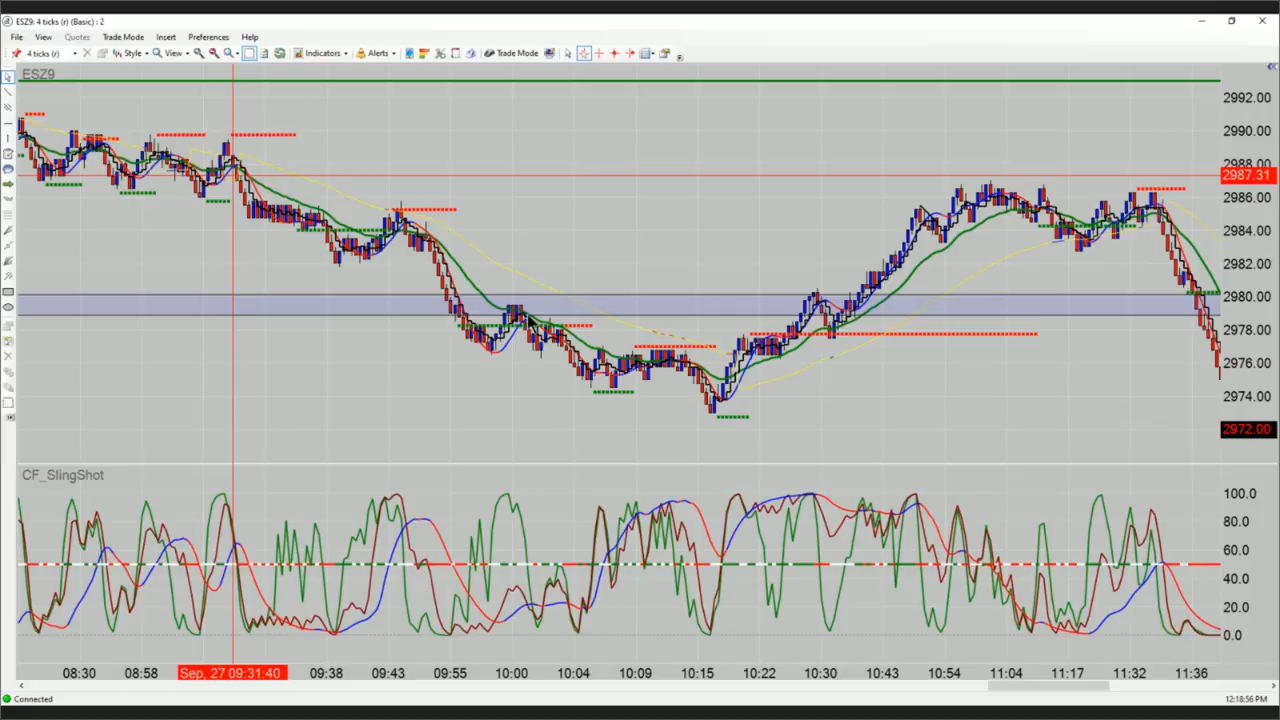 ESZ9: 4 ticks (r) (Basic) : 2
File View Quotes Trade Mode Insert Preferences Help
4 ticks (r) Style View Indicators Alerts Trade Mode
ESZ9
2992.00
2990.00
2988.00
2987.31
2986.00
2984.00
2982.00
2980.00
2978.00
2976.00
2974.00
2972.00
CF_SlingShot
100.0
80.0
60.0
40.0
20.0
0.0
08:30 08:58 Sep, 27 09:31:40 09:38 09:43 09:55 10:00 10:04 10:09 10:15 10:22 10:30 10:43 10:54 11:04 11:17 11:32 11:36
Connected 12:18:56 PM